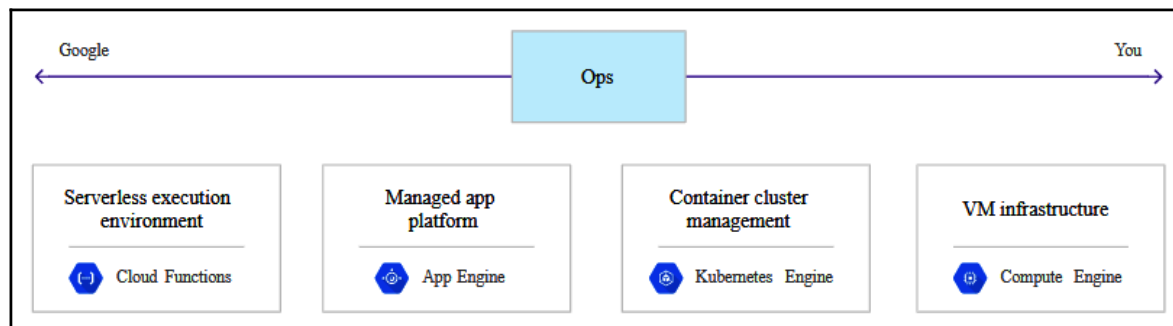 Google
You
Ops
Serverless execution
environment
Cloud Functions
Managed app
platform
App Engine
Container cluster
management
Kubernetes Engine
VM infrastructure
Compute Engine